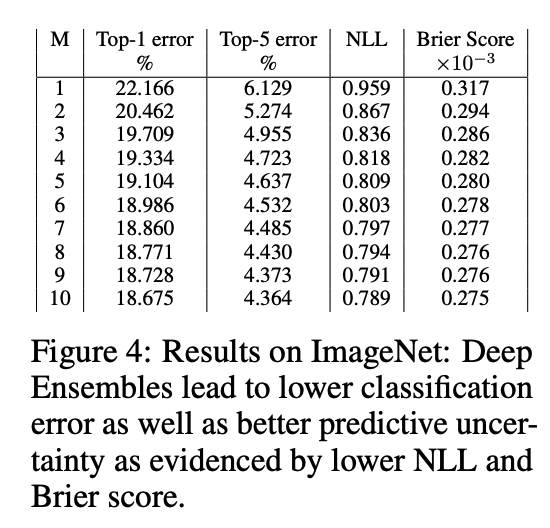 M Top-1 error Top-5 error NLL Brier Score
% % ×10⁻³
1 22.166 6.129 0.959 0.317
2 20.462 5.274 0.867 0.294
3 19.709 4.955 0.836 0.286
4 19.334 4.723 0.818 0.282
5 19.104 4.637 0.809 0.280
6 18.986 4.532 0.803 0.278
7 18.860 4.485 0.797 0.277
8 18.771 4.430 0.794 0.276
9 18.728 4.373 0.791 0.276
10 18.675 4.364 0.789 0.275
Figure 4: Results on ImageNet: Deep
Ensembles lead to lower classification
error as well as better predictive uncer-
tainty as evidenced by lower NLL and
Brier score.